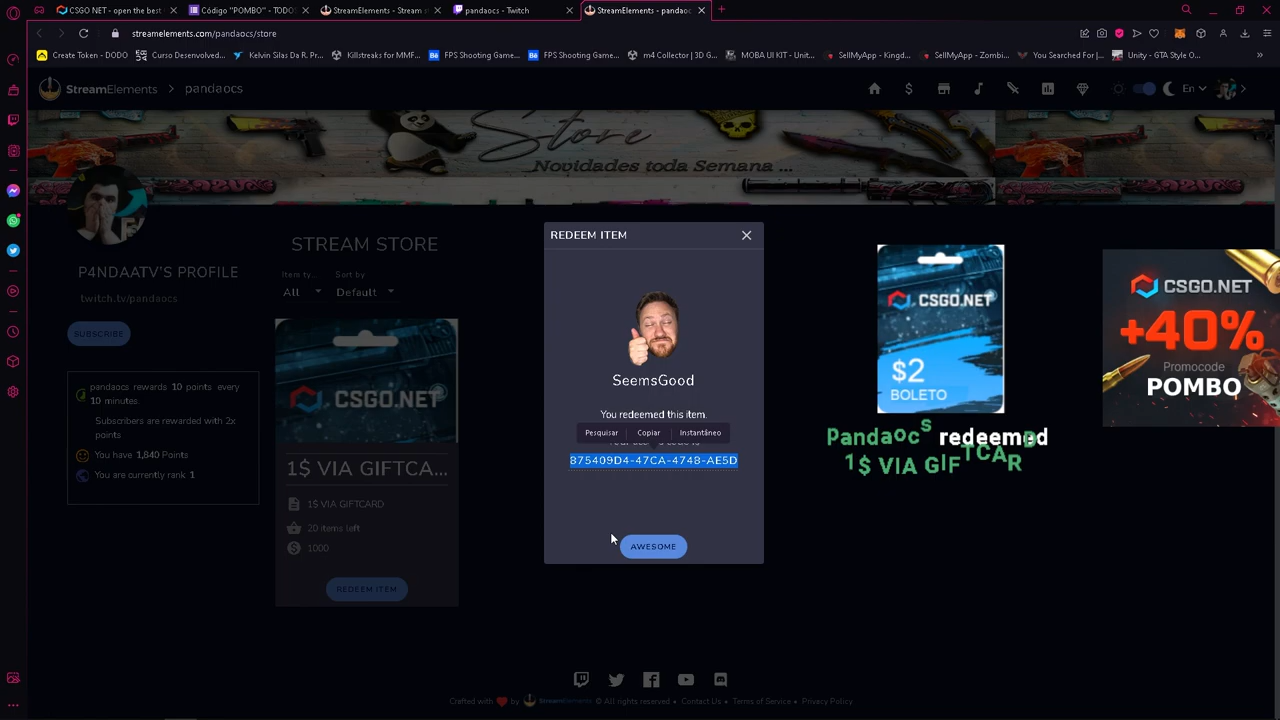 CSGO.NET - open the best
Código "POMBO" - TODOS
StreamElements - Stream s
pandaocs - Twitch
StreamElements - pandaoc
streamelements.com/pandaocs/store
Create Token - DODO
Curso Desenvolved...
Kelvin Silas Da R. Pr...
Killstreaks for MMF...
FPS Shooting Game...
FPS Shooting Game...
m4 Collector | 3D G...
MOBA UI KIT - Unit...
SellMyApp - Kingd...
SellMyApp - Zombi...
You Searched For |...
Unity - GTA Style O...
StreamElements
pandaocs
En
Store
Novidades toda Semana ...
P4NDAATV'S PROFILE
twitch.tv/pandaocs
SUBSCRIBE
pandaocs rewards 10 points every
10 minutes.
Subscribers are rewarded with 2x
points
You have 1,840 Points
You are currently rank 1
STREAM STORE
Item ty...
Sort by
All
Default
CSGO.NET
1$ VIA GIFTCA...
1$ VIA GIFTCARD
20 items left
1000
REDEEM ITEM
REDEEM ITEM
SeemsGood
You redeemed this item.
Pesquisar
Copiar
Instantâneo
875409D4-47CA-4748-AE5D
AWESOME
CSGO.NET
$2
BOLETO
Pandaocs redeemed
1$ VIA GIFTCARD
CSGO.NET
+40%
Promocode
POMBO
Crafted with by StreamElements © All rights reserved • Contact Us • Terms of Service • Privacy Policy